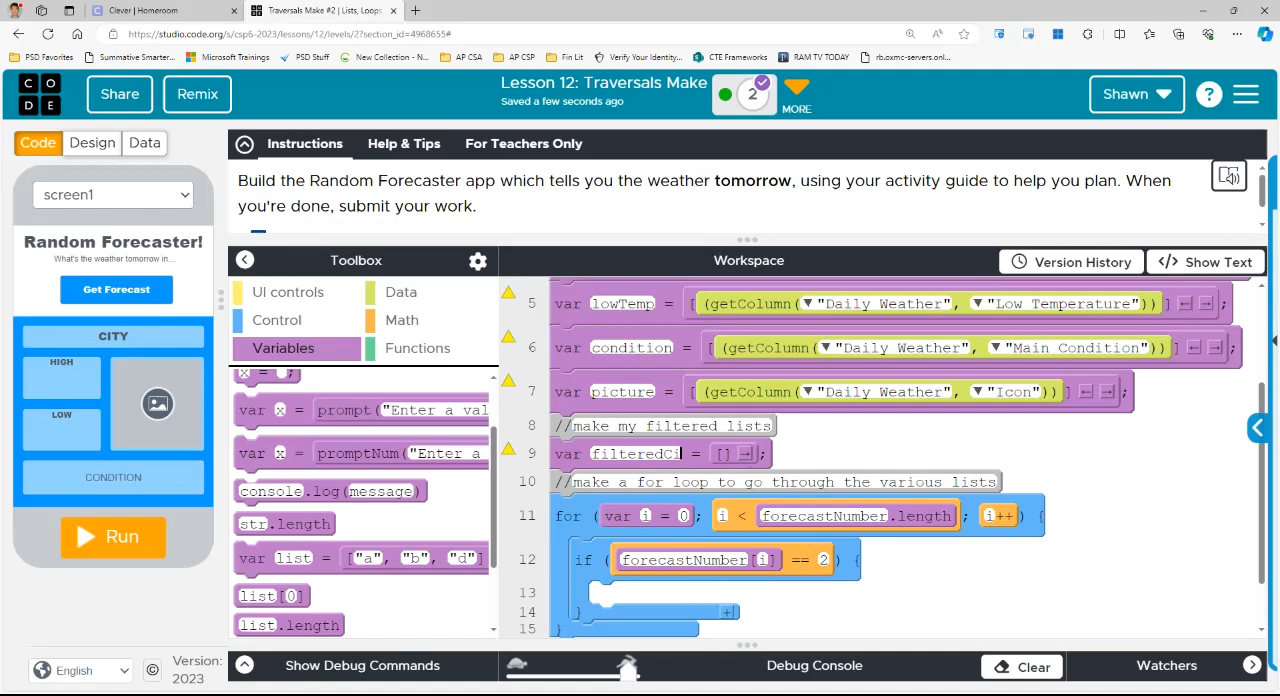 Clever | Homeroom
Traversals Make #2 | Lists, Loops
https://studio.code.org/s/csp6-2023/lessons/12/levels/2?section_id=4968655#
PSD Favorites
Summative Smarter...
Microsoft Trainings
PSD Stuff
New Collection - N...
AP CSA
AP CSP
Fin Lit
Verify Your Identity...
CTE Frameworks
RAM TV TODAY
rb.oxmc-servers.onl...
C O
D E
Share
Remix
Lesson 12: Traversals Make
Saved a few seconds ago
2
MORE
Shawn
?
Code
Design
Data
Instructions
Help & Tips
For Teachers Only
Build the Random Forecaster app which tells you the weather tomorrow, using your activity guide to help you plan. When
you're done, submit your work.
screen1
Random Forecaster!
What's the weather tomorrow in....
Get Forecast
CITY
HIGH
LOW
CONDITION
Run
Toolbox
Workspace
Version History
</> Show Text
UI controls
Data
Control
Math
Variables
Functions
x = __;
var x = prompt("Enter a val
var x = promptNum("Enter a
console.log(message)
str.length
var list = ["a", "b", "d"]
list[0]
list.length
5 var lowTemp = [(getColumn("Daily Weather", "Low Temperature"))];
6 var condition = [(getColumn("Daily Weather", "Main Condition"))];
7 var picture = [(getColumn("Daily Weather", "Icon"))];
8 //make my filtered lists
9 var filteredCi = [];
10 //make a for loop to go through the various lists
11 for (var i = 0; i < forecastNumber.length; i++) {
12 if (forecastNumber[i] == 2) {
13
14 }
15 }
English
©
Version:
2023
Show Debug Commands
Debug Console
Clear
Watchers